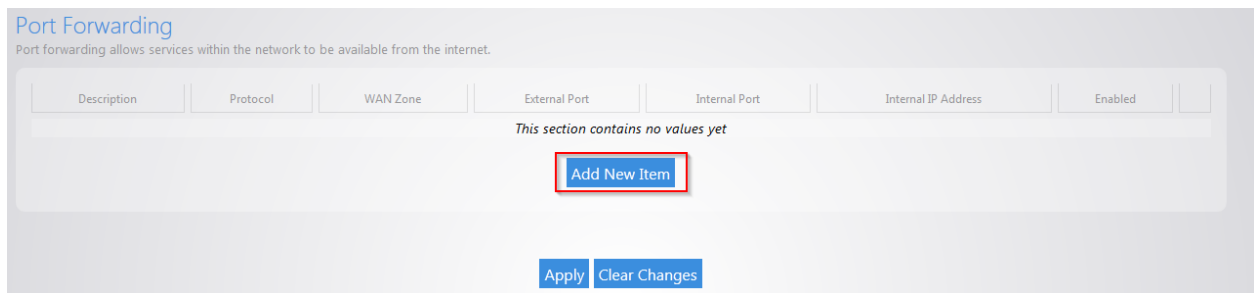 Port Forwarding
Port forwarding allows services within the network to be available from the internet.
Description Protocol WAN Zone External Port Internal Port Internal IP Address Enabled
This section contains no values yet
Add New Item
Apply Clear Changes